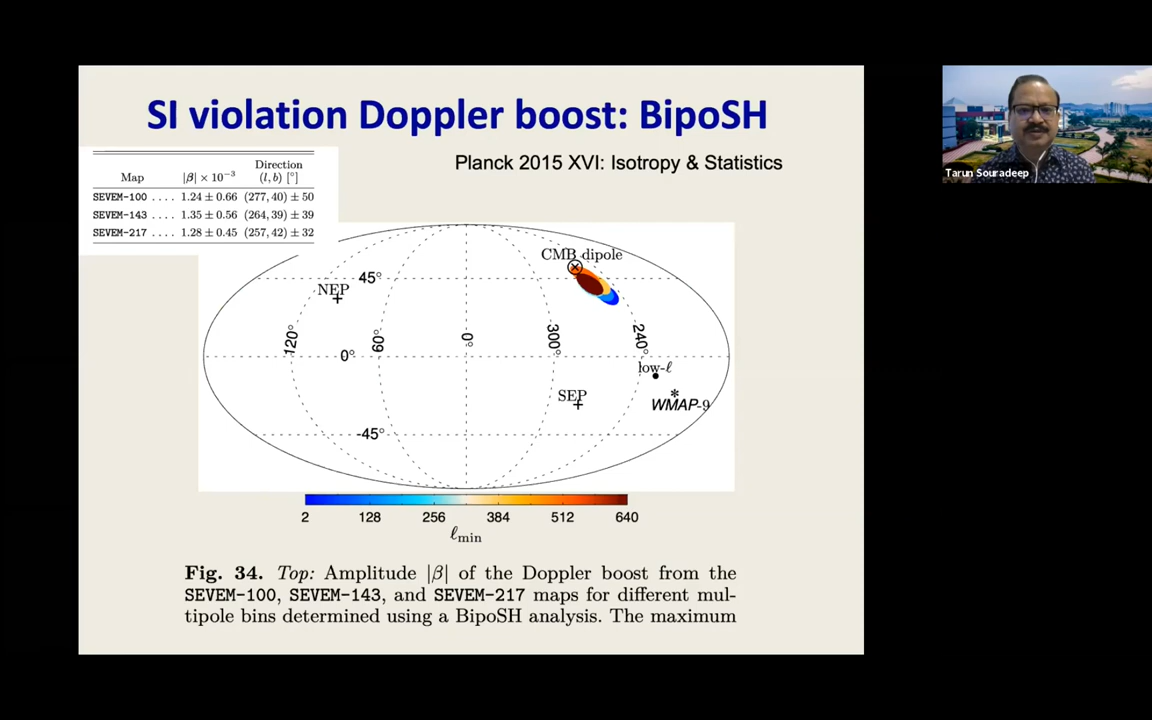 SI violation Doppler boost: BipoSH
Planck 2015 XVI: Isotropy & Statistics
Map |β| × 10⁻³ Direction (l, b) [°]
SEVEM-100 .... 1.24 ± 0.66 (277, 40) ± 50
SEVEM-143 .... 1.35 ± 0.56 (264, 39) ± 39
SEVEM-217 .... 1.28 ± 0.45 (257, 42) ± 32
CMB dipole
45°
NEP
120°
60°
0°
300°
240°
0°
low-ℓ
SEP
WMAP-9
-45°
2 128 256 384 512 640
ℓmin
Fig. 34. Top: Amplitude |β| of the Doppler boost from the
SEVEM-100, SEVEM-143, and SEVEM-217 maps for different mul-
tipole bins determined using a BipoSH analysis. The maximum
Tarun Souradeep